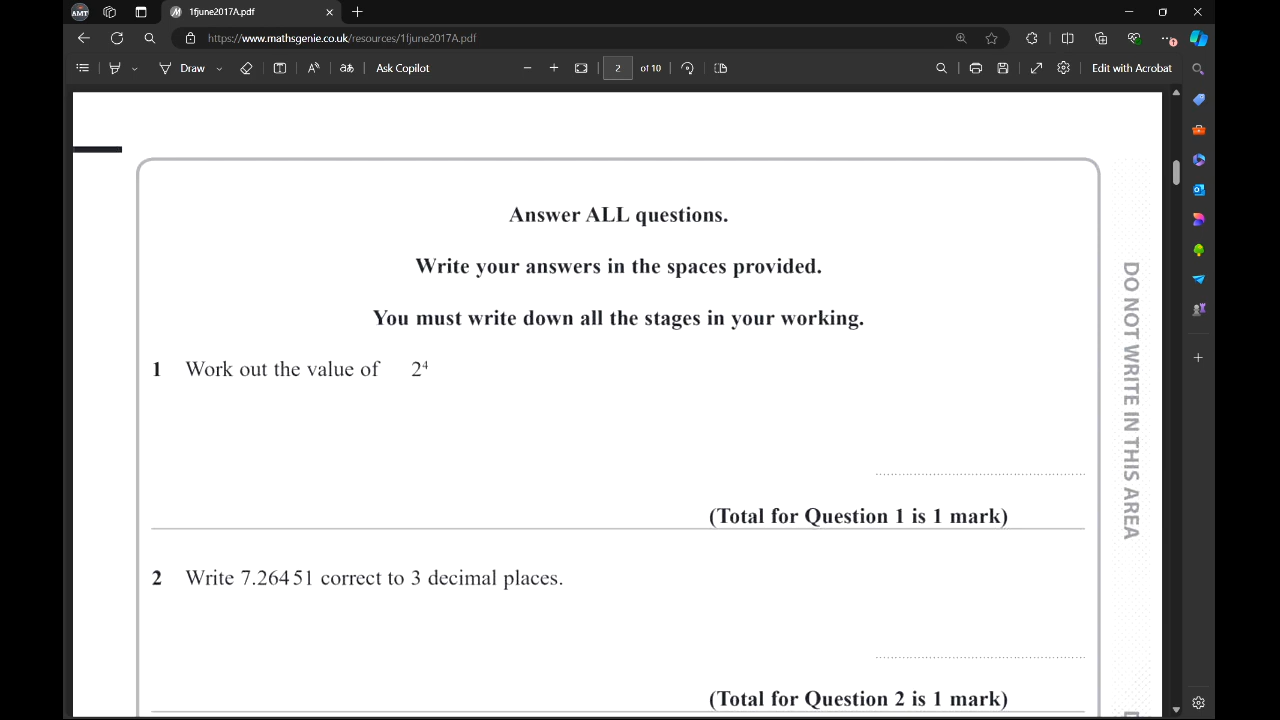 AMT
1fjune2017A.pdf
https://www.mathsgenie.co.uk/resources/1fjune2017A.pdf
Draw
Ask Copilot
2 of 10
Edit with Acrobat
Answer ALL questions.
Write your answers in the spaces provided.
You must write down all the stages in your working.
1 Work out the value of 2⁴
(Total for Question 1 is 1 mark)
2 Write 7.264 51 correct to 3 decimal places.
(Total for Question 2 is 1 mark)
DO NOT WRITE IN THIS AREA